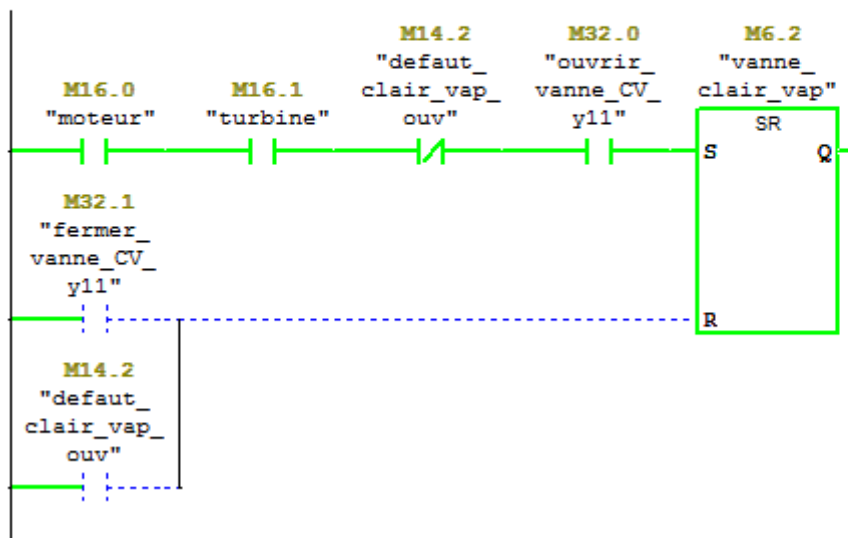 M14.2 M32.0 M6.2
"defaut_ "ouvrir_ "vanne_
M16.0 M16.1 clair_vap_ vanne_CV_ clair_vap"
"moteur" "turbine" ouv" y11" SR
S Q
M32.1
"fermer_
vanne_CV_
y11"
R
M14.2
"defaut_
clair_vap_
ouv"